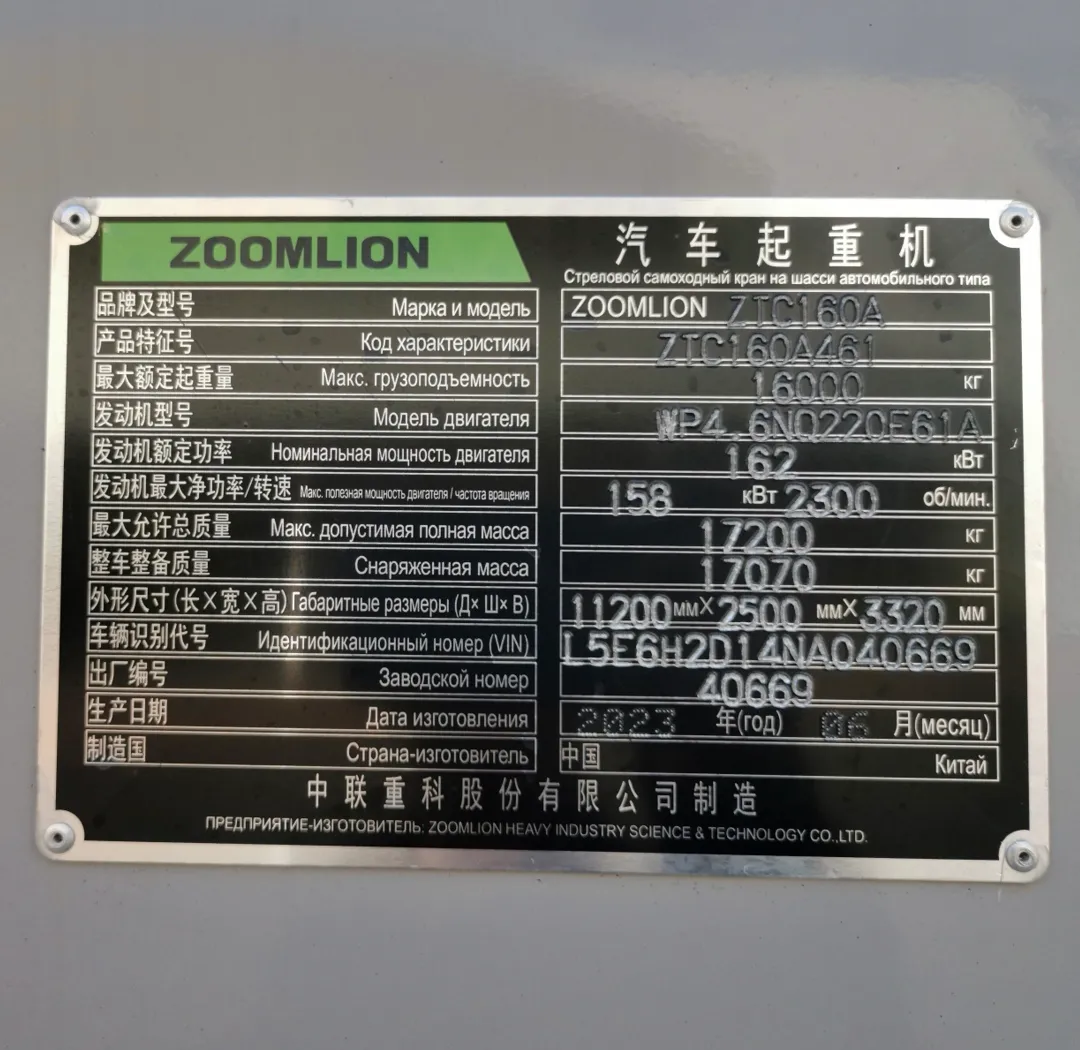 ZOOMLION
汽车起重机
Стреловой самоходный кран на шасси автомобильного типа
品牌及型号 Марка и модель ZOOMLION ZTC160A
产品特征号 Код характеристики ZTC160A461
最大额定起重量 Макс. грузоподъемность 16000 кг
发动机型号 Модель двигателя WP4.6NQ220E61A
发动机额定功率 Номинальная мощность двигателя 162 кВт
发动机最大净功率/转速 Макс. полезная мощность двигателя / частота вращения 158 кВт 2300 об/мин.
最大允许总质量 Макс. допустимая полная масса 17200 кг
整车整备质量 Снаряженная масса 17070 кг
外形尺寸(长×宽×高) Габаритные размеры (Д× Ш× В) 11200 мм× 2500 мм× 3320 мм
车辆识别代号 Идентификационный номер (VIN) L5E6H2D14NA040669
出厂编号 Заводской номер 40669
生产日期 Дата изготовления 2023 年(год) 06 月(месяц)
制造国 Страна-изготовитель 中国 Китай
中联重科股份有限公司制造
ПРЕДПРИЯТИЕ-ИЗГОТОВИТЕЛЬ: ZOOMLION HEAVY INDUSTRY SCIENCE & TECHNOLOGY CO.,LTD.